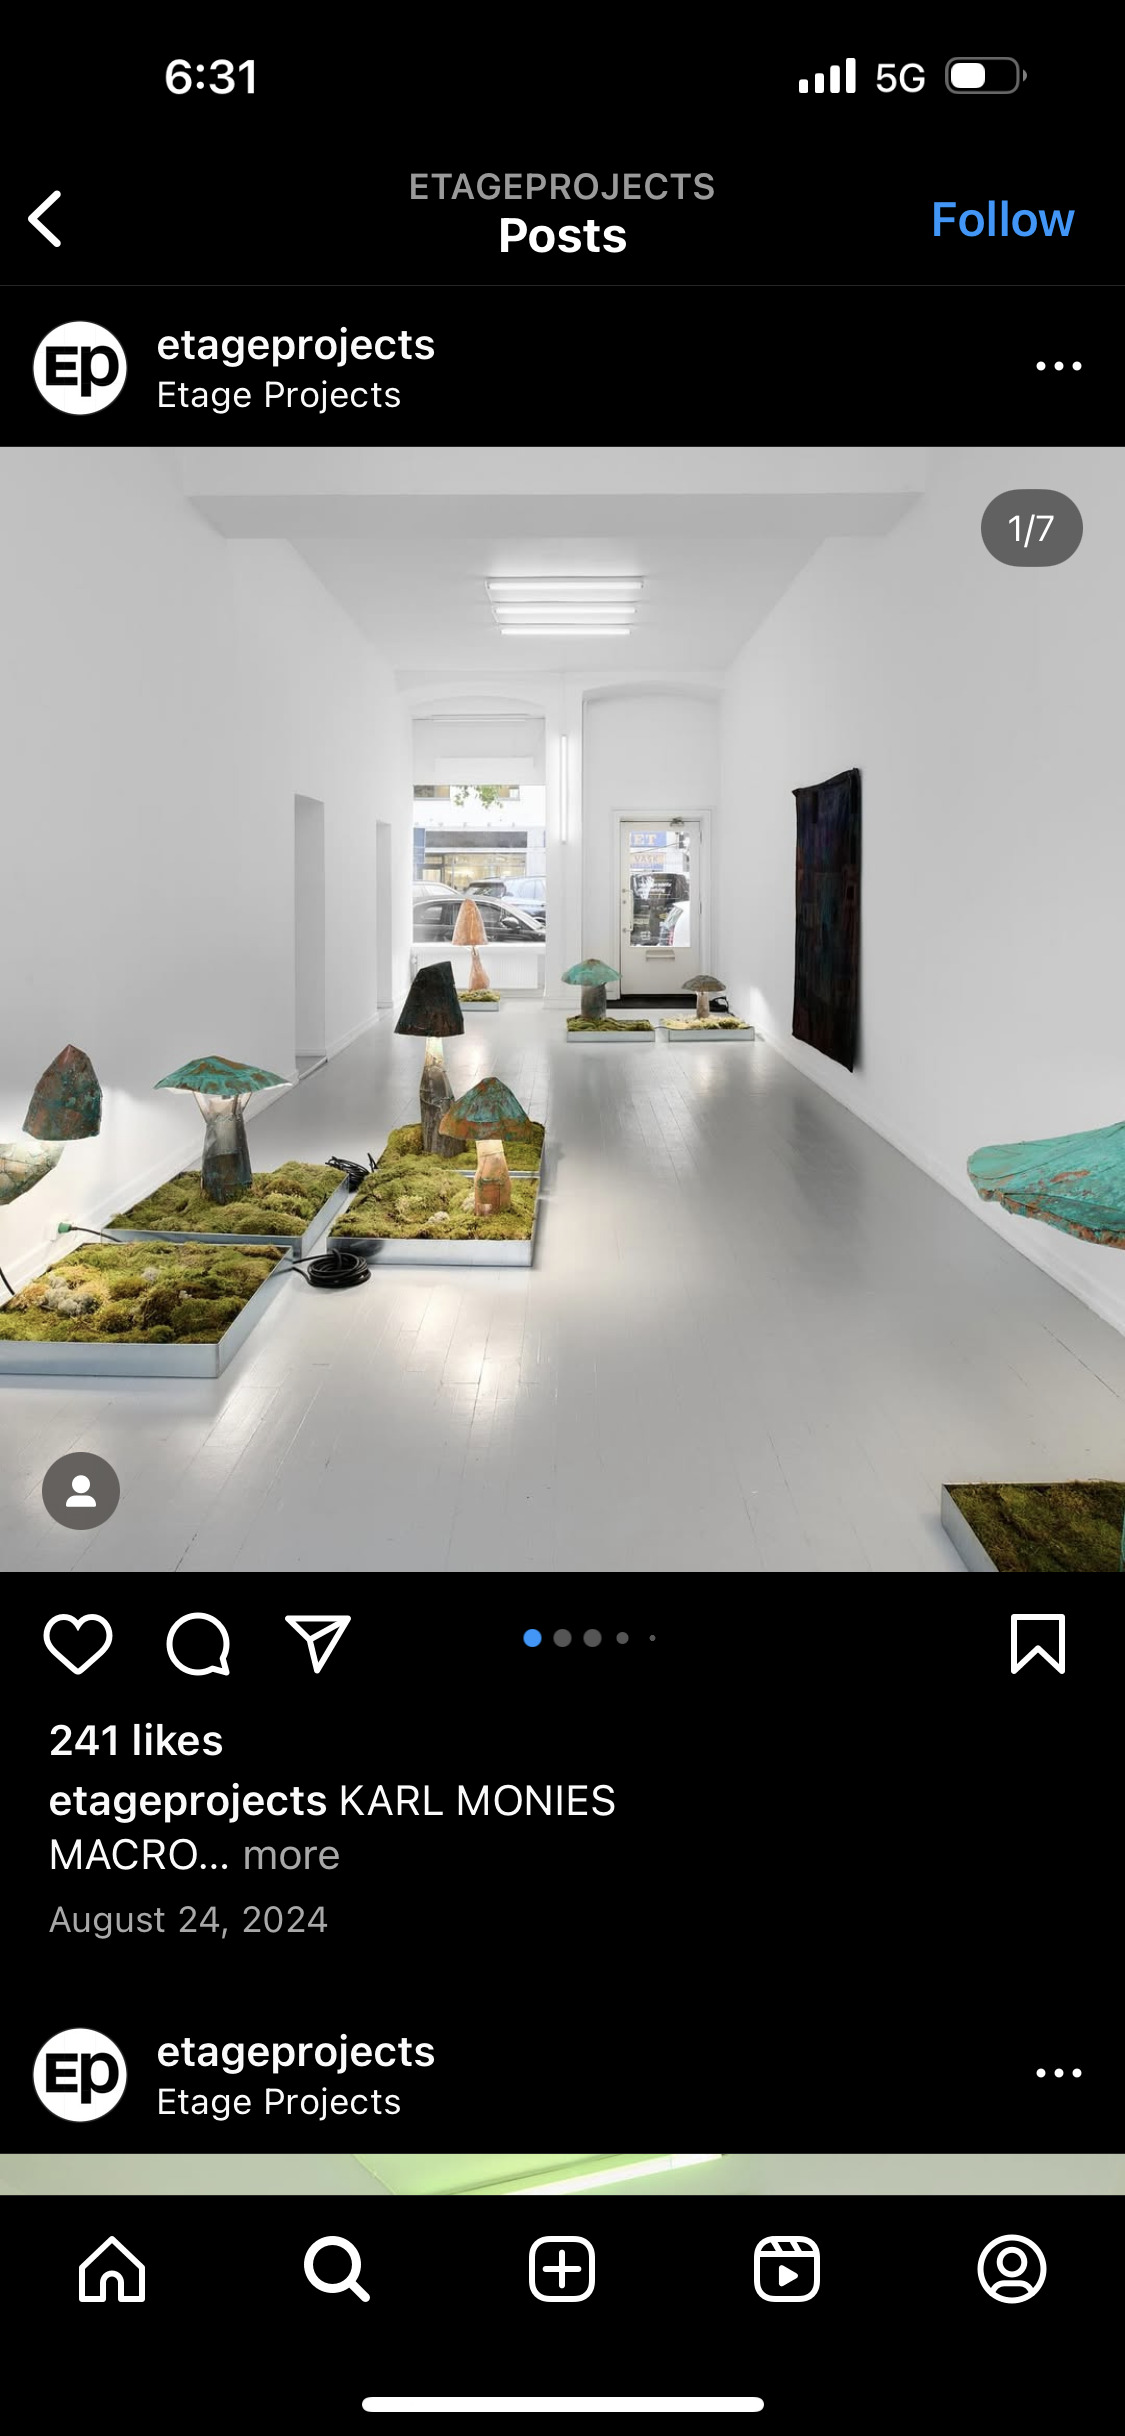 6:31
5G
ETAGEPROJECTS
Posts
Follow
Ep
etageprojects
Etage Projects
1/7
241 likes
etageprojects KARL MONIES
MACRO... more
August 24, 2024
Ep
etageprojects
Etage Projects